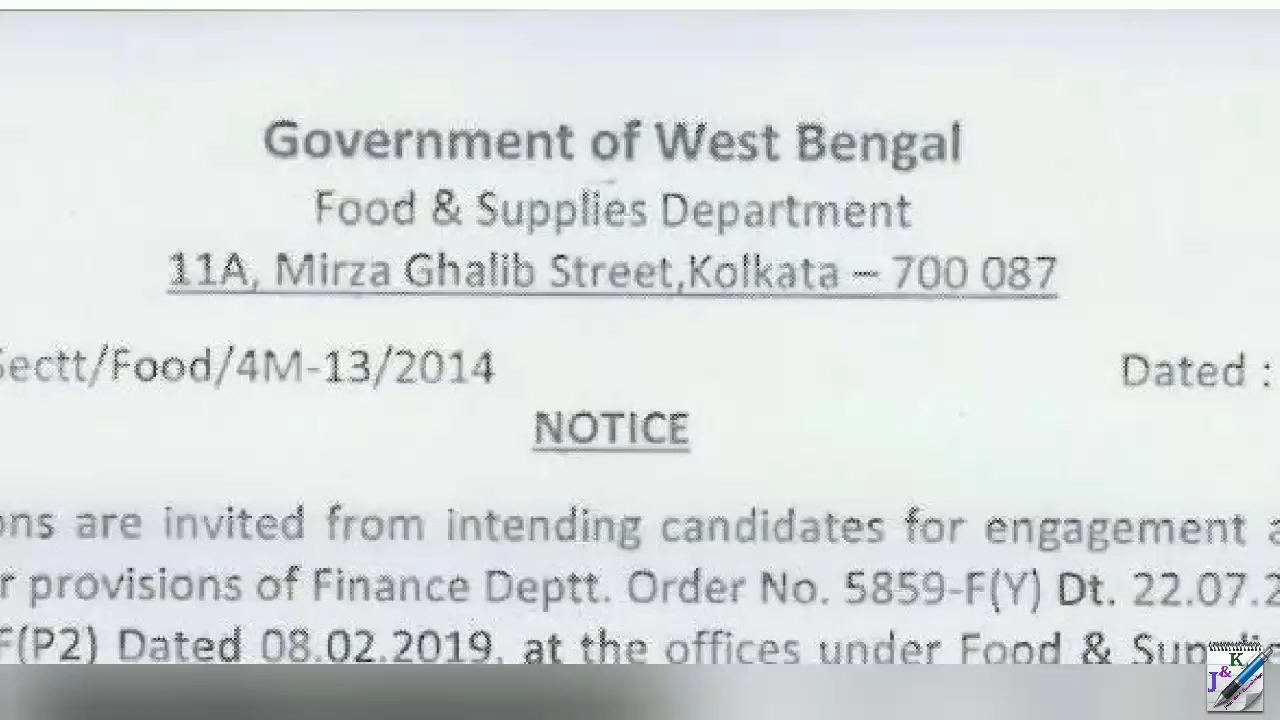 Government of West Bengal
Food & Supplies Department
11A, Mirza Ghalib Street,Kolkata – 700 087
Sectt/Food/4M-13/2014 Dated :
NOTICE
ons are invited from intending candidates for engagement a
r provisions of Finance Deptt. Order No. 5859-F(Y) Dt. 22.07.2
F(P2) Dated 08.02.2019, at the offices under Food & Supplie
J&K